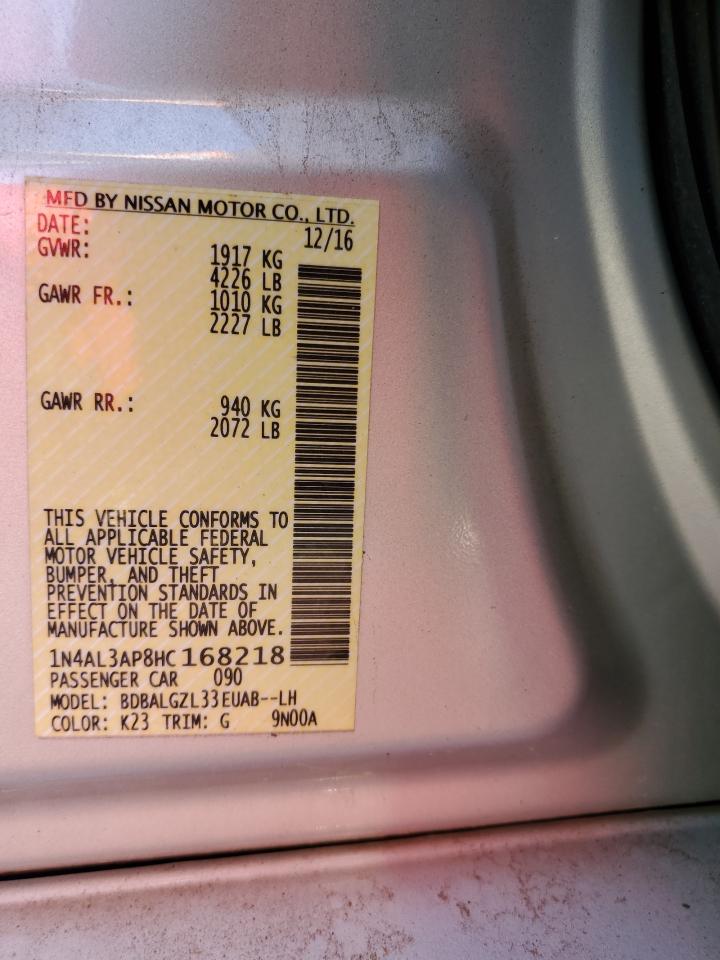 MFD BY NISSAN MOTOR CO., LTD.
DATE: 12/16
GVWR: 1917 KG
4226 LB
GAWR FR.: 1010 KG
2227 LB
GAWR RR.: 940 KG
2072 LB
THIS VEHICLE CONFORMS TO
ALL APPLICABLE FEDERAL
MOTOR VEHICLE SAFETY,
BUMPER, AND THEFT
PREVENTION STANDARDS IN
EFFECT ON THE DATE OF
MANUFACTURE SHOWN ABOVE.
1N4AL3AP8HC168218
PASSENGER CAR 090
MODEL: BDBALGZL33EUAB--LH
COLOR: K23 TRIM: G 9N00A